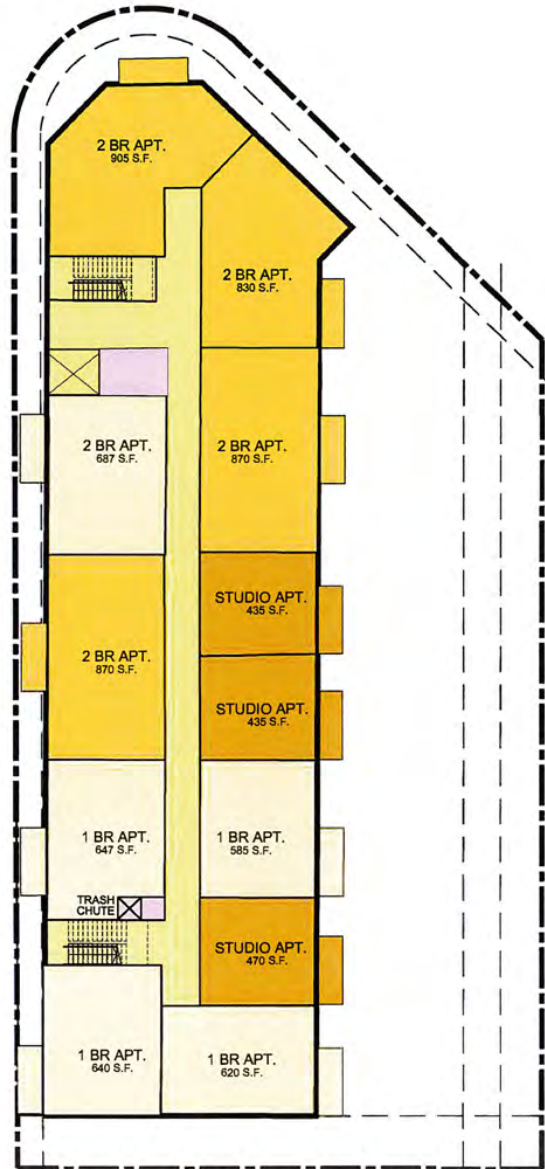 2 BR APT.
905 S.F.
2 BR APT.
830 S.F.
2 BR APT.
687 S.F.
2 BR APT.
870 S.F.
STUDIO APT.
435 S.F.
2 BR APT.
870 S.F.
STUDIO APT.
435 S.F.
1 BR APT.
647 S.F.
1 BR APT.
585 S.F.
TRASH
CHUTE
STUDIO APT.
470 S.F.
1 BR APT.
640 S.F.
1 BR APT.
620 S.F.